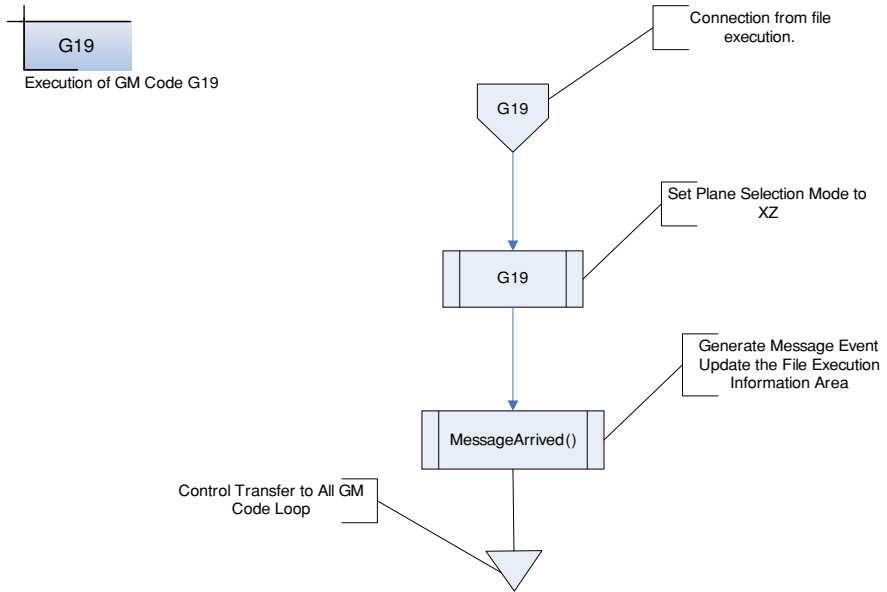 G19
Execution of GM Code G19
Connection from file
execution.
G19
Set Plane Selection Mode to
XZ
G19
Generate Message Event
Update the File Execution
Information Area
MessageArrived()
Control Transfer to All GM
Code Loop